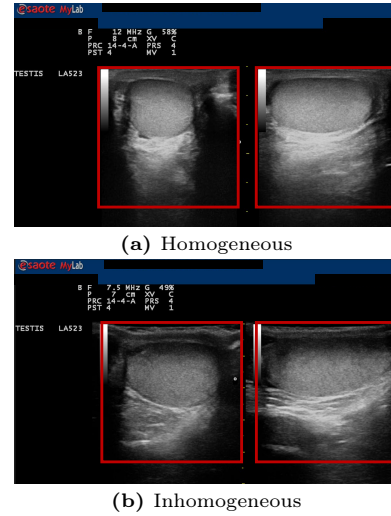 esaote MyLab
B F 12 MHz G 58%
P 8 cm XV C
PRC 14-4-A PRS 4
PST 4 MV 1
TESTIS LA523
(a) Homogeneous
esaote MyLab
B F 7.5 MHz G 49%
P 7 cm XV C
PRC 14-4-A PRS 4
PST 4 MV 1
TESTIS LA523
(b) Inhomogeneous